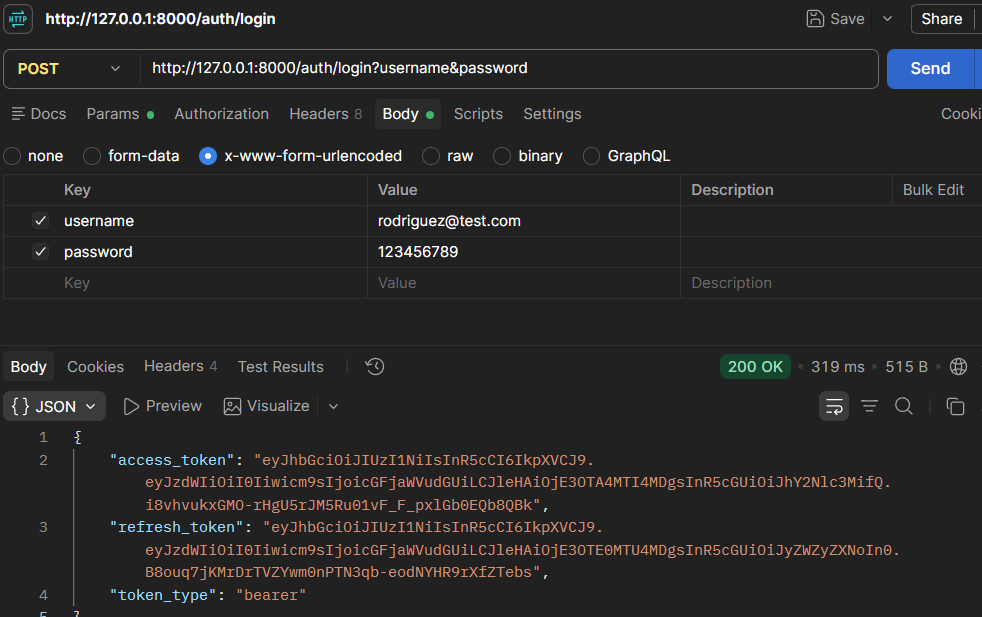 HTTP http://127.0.0.1:8000/auth/login Save Share
POST http://127.0.0.1:8000/auth/login?username&password Send
Docs Params Authorization Headers 8 Body Scripts Settings Cooki
none form-data x-www-form-urlencoded raw binary GraphQL
Key Value Description Bulk Edit
username rodriguez@test.com
password 123456789
Key Value Description
Body Cookies Headers 4 Test Results 200 OK • 319 ms • 515 B •
{} JSON Preview Visualize
1 {
2 "access_token": "eyJhbGciOiJIUzI1NiIsInR5cCI6IkpXVCJ9.
eyJzdWIiOiI0Iiwicm9sIjoicGFjaWVudGUiLCJleHAiOjE3OTA4MTI4MDgsInR5cGUiOiJhY2Nlc3MifQ.
i8vhvukxGMO-rHgU5rJM5Ru01vF_F_pxlGb0EQb8QBk",
3 "refresh_token": "eyJhbGciOiJIUzI1NiIsInR5cCI6IkpXVCJ9.
eyJzdWIiOiI0Iiwicm9sIjoicGFjaWVudGUiLCJleHAiOjE3OTE0MTU4MDgsInR5cGUiOiJyZWZyZXNoIn0.
B8ouq7jKMrDrTVZYwm0nPTN3qb-eodNYHR9rXfZTebs",
4 "token_type": "bearer"
5 }